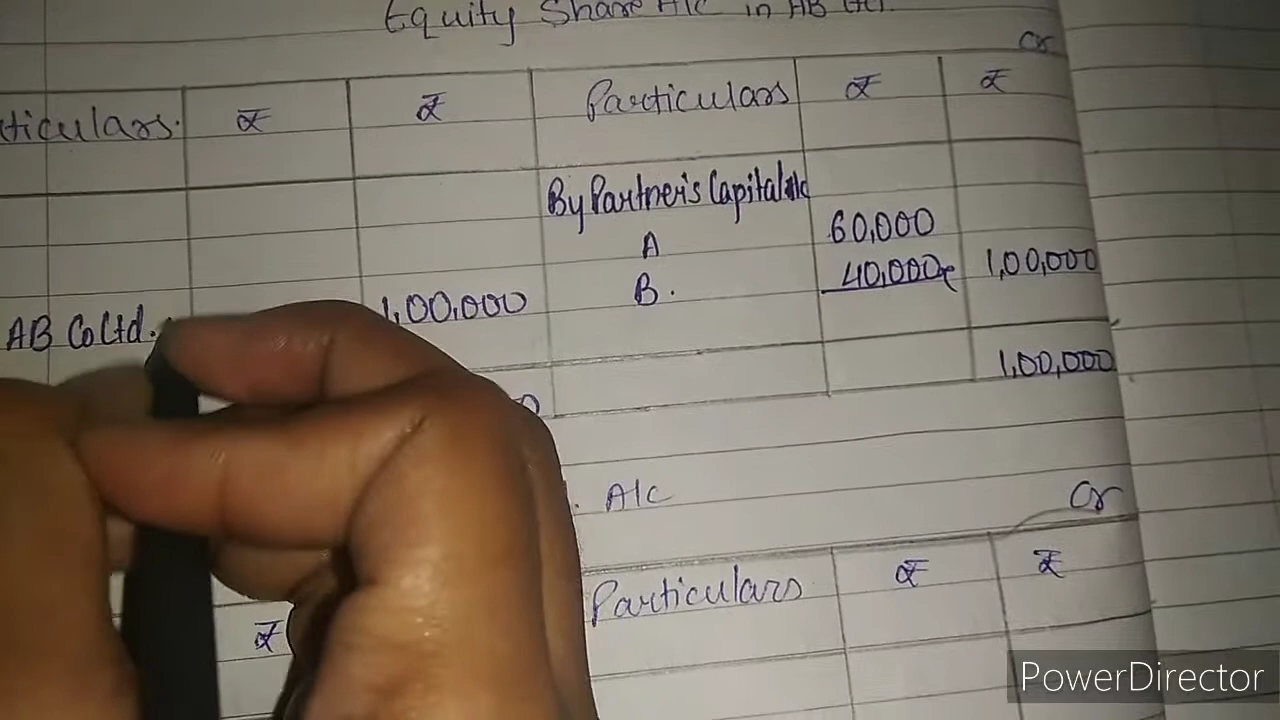 Equity Share A/c in AB
Cr
ticulars. ₹ ₹ Particulars ₹ ₹
By Partner's Capital A/c
A 60,000
AB Co Ltd. 1,00,000 B. 40,000 1,00,000
1,00,000
A/c Cr
₹ Particulars ₹ ₹
PowerDirector